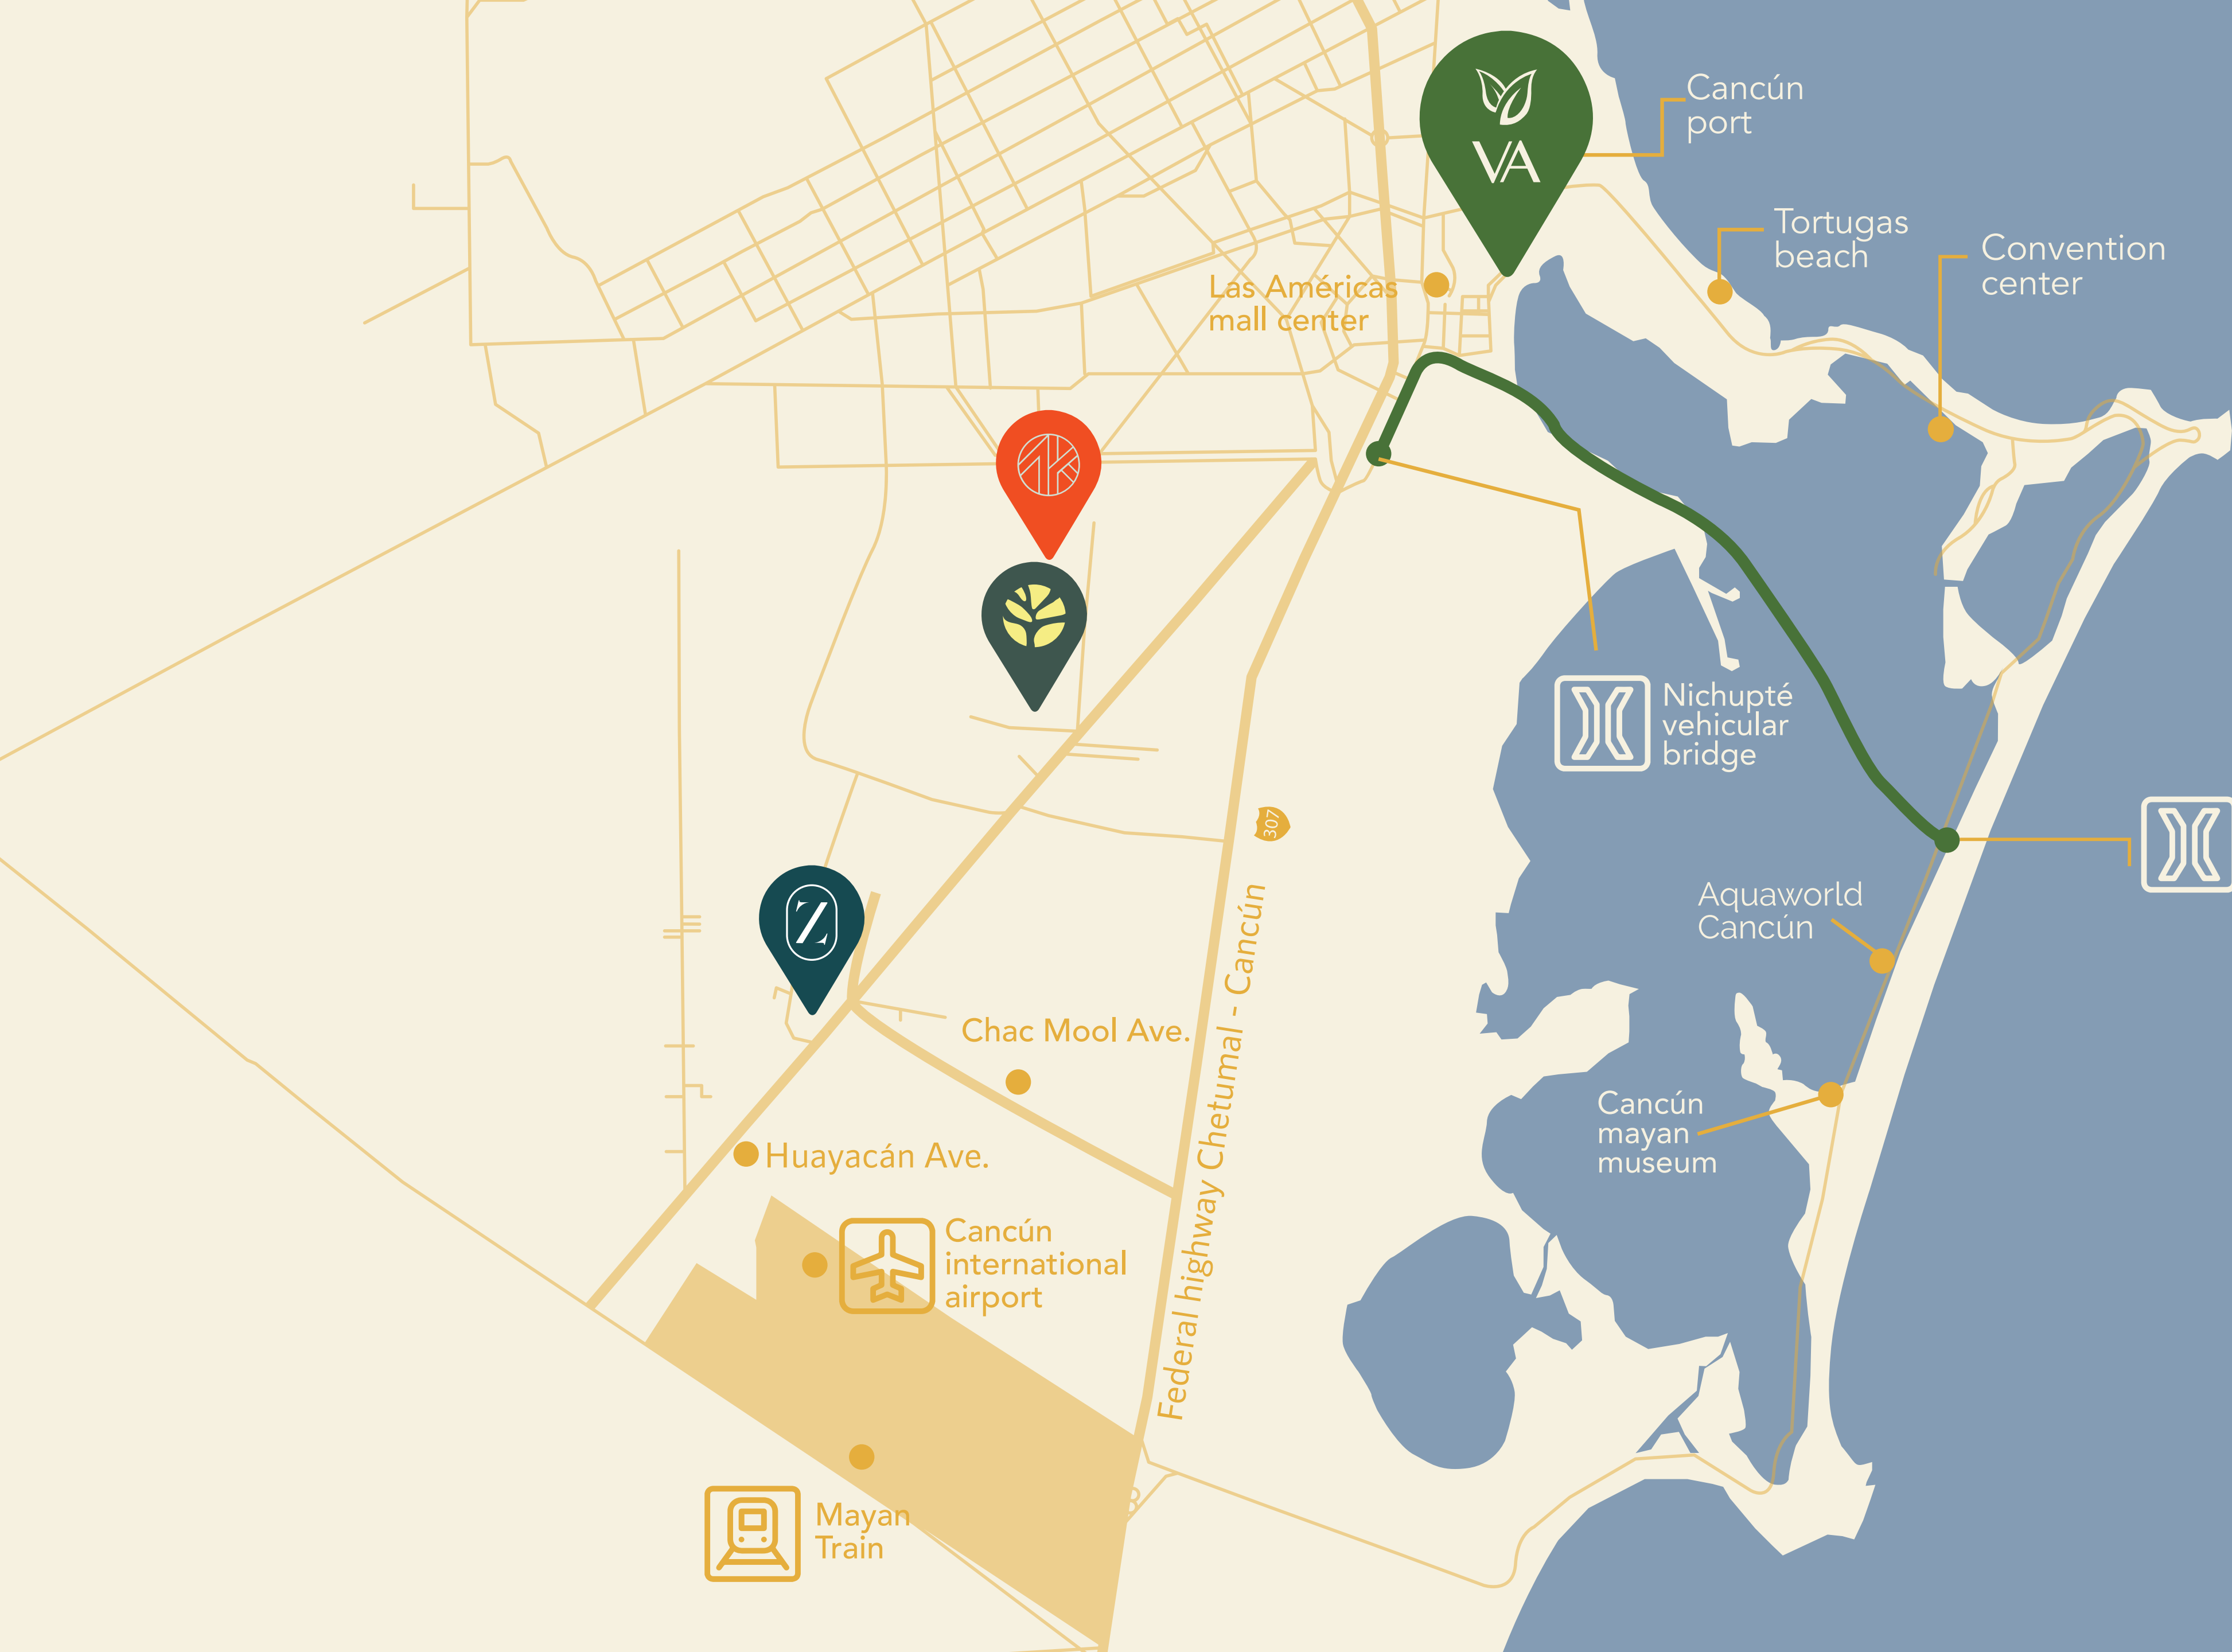 Cancún
port
VA
Tortugas
beach
Convention
center
Las Américas
mall center
Nichupté
vehicular
bridge
307
Z
Aquaworld
Cancún
Federal highway Chetumal - Cancún
Chac Mool Ave.
Cancún
mayan
museum
Huayacán Ave.
Cancún
international
airport
Mayan
Train